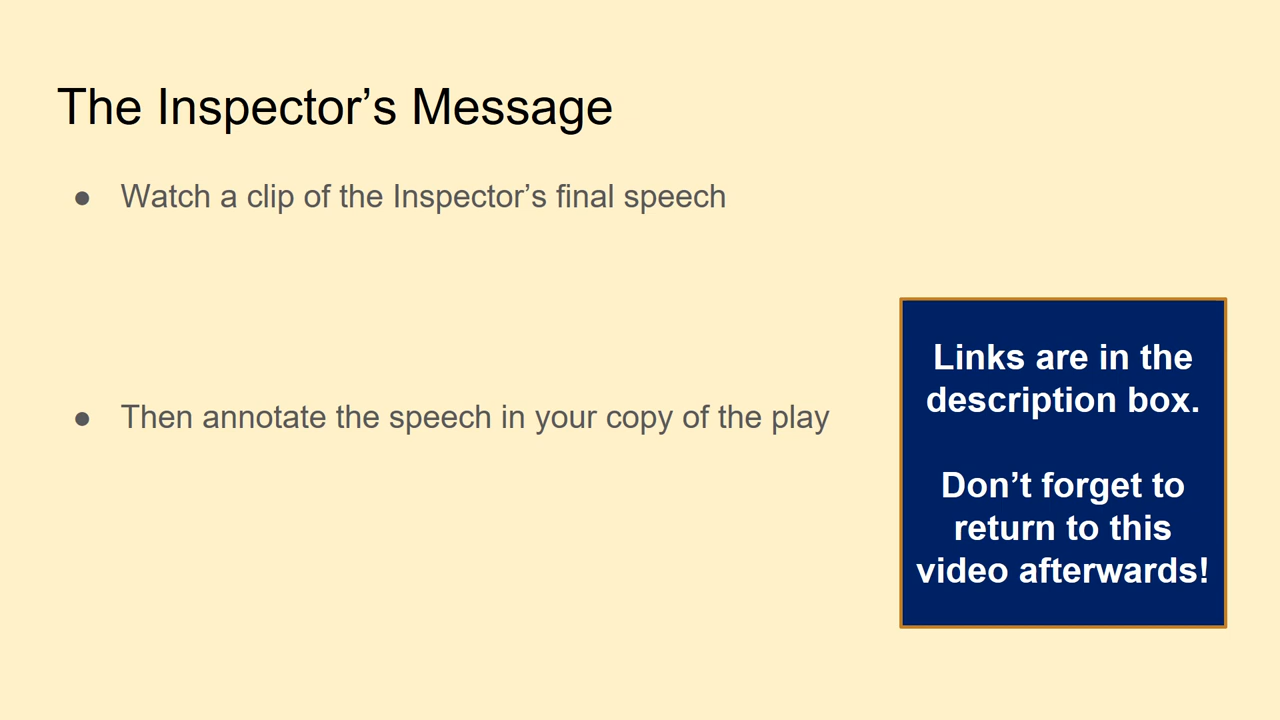 The Inspector’s Message
● Watch a clip of the Inspector’s final speech
● Then annotate the speech in your copy of the play
Links are in the
description box.
Don’t forget to
return to this
video afterwards!